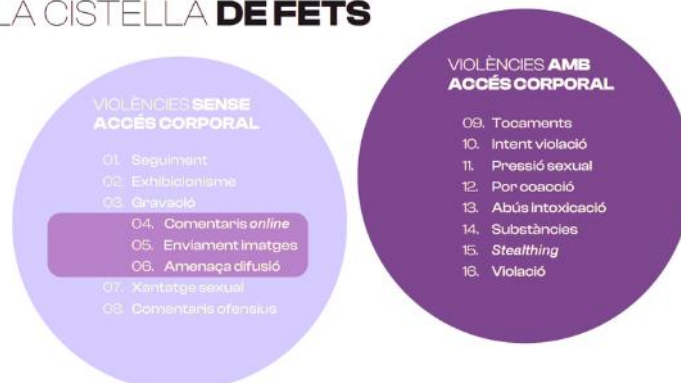 LA CISTELLA DE FETS
VIOLÈNCIES SENSE
ACCÉS CORPORAL
01. Seguiment
02. Exhibicionisme
03. Gravació
04. Comentaris online
05. Enviament imatges
06. Amenaça difusió
07. Xantatge sexual
08. Comentaris ofensius
VIOLÈNCIES AMB
ACCÉS CORPORAL
09. Tocaments
10. Intent violació
11. Pressió sexual
12. Por coacció
13. Abús intoxicació
14. Substàncies
15. Stealthing
16. Violació